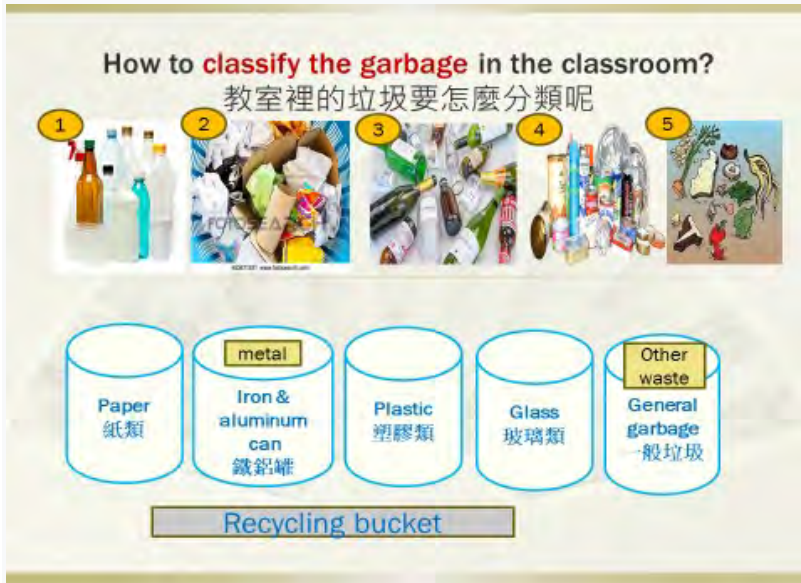 How to classify the garbage in the classroom?
教室裡的垃圾要怎麼分類呢
1
2
3
4
5
FOTOSEARCH
metal
Other
waste
Paper
紙類
Iron &
aluminum
can
鐵鋁罐
Plastic
塑膠類
Glass
玻璃類
General
garbage
一般垃圾
Recycling bucket